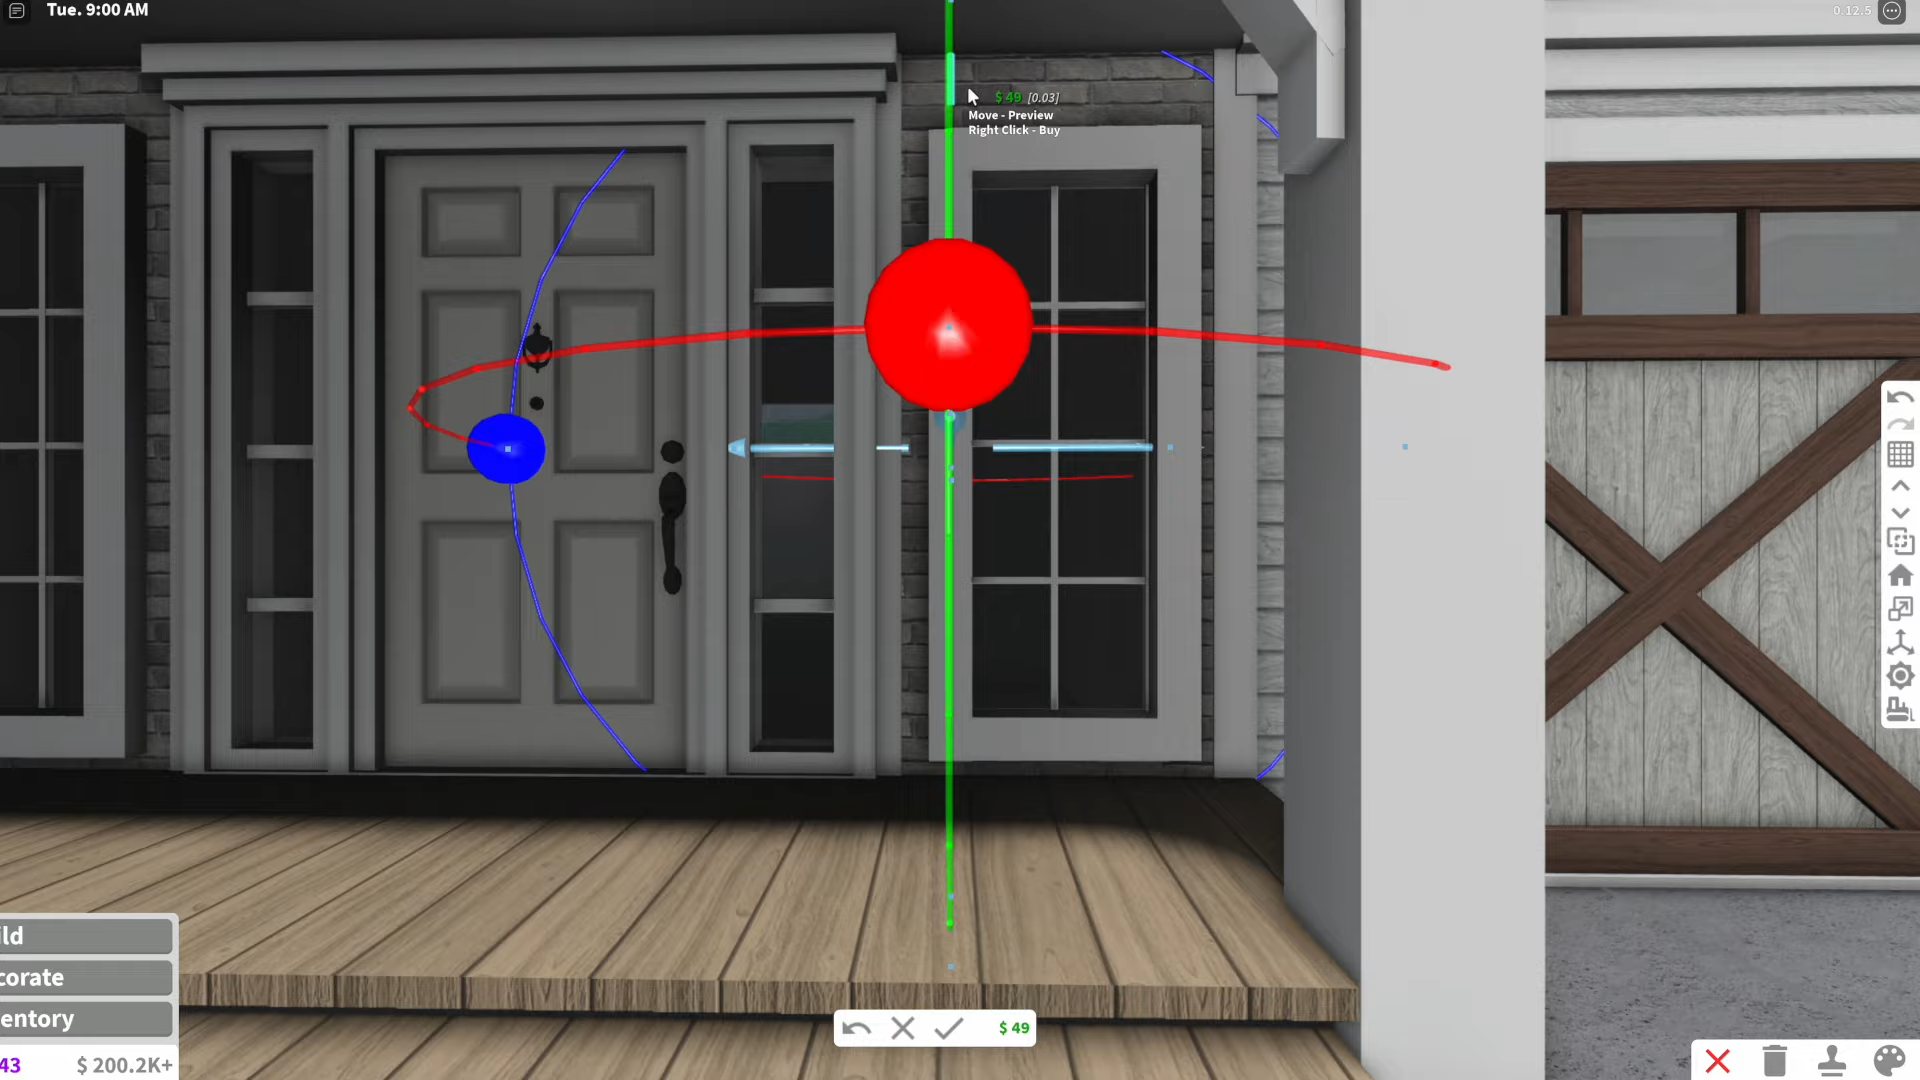 Tue. 9:00 AM
0.12.5
$ 49 [0.03]
Move - Preview
Right Click - Buy
ld
corate
entory
43 $ 200.2K+
$ 49